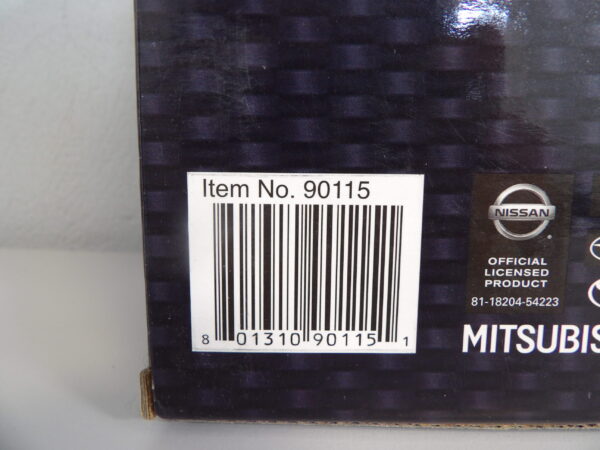 Item No. 90115
8 01310 90115 1
NISSAN
OFFICIAL
LICENSED
PRODUCT
81-18204-54223
MITSUBIS